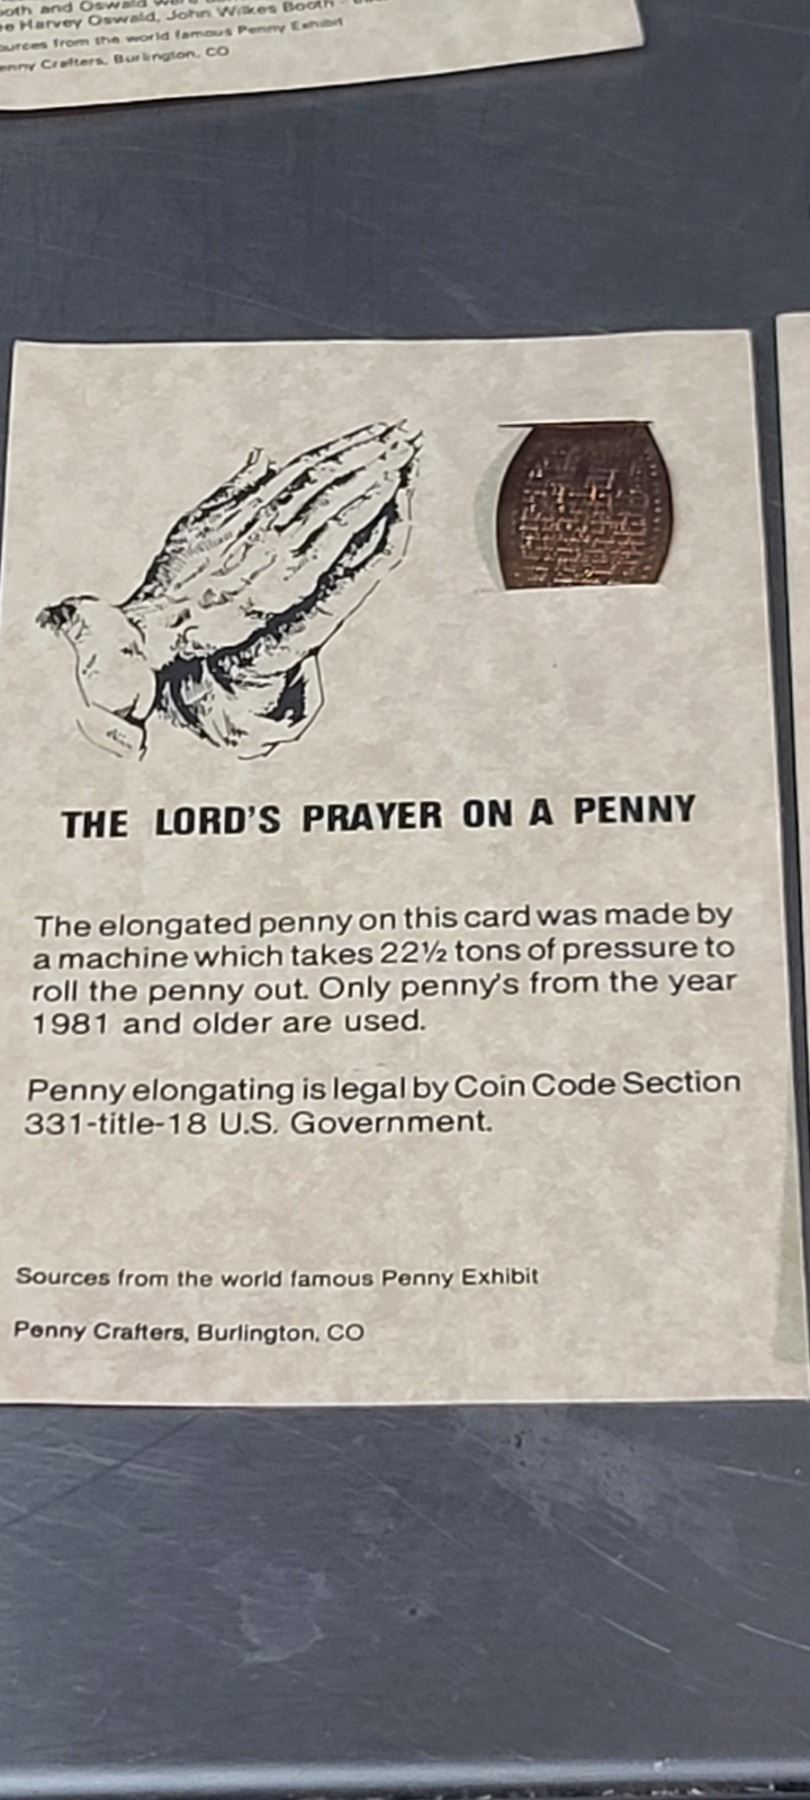 oth and Oswald were
e Harvey Oswald, John Wilkes Booth -
urces from the world famous Penny Exhibit
enny Crafters, Burlington, CO
THE LORD'S PRAYER ON A PENNY
The elongated penny on this card was made by
a machine which takes 22½ tons of pressure to
roll the penny out. Only penny's from the year
1981 and older are used.
Penny elongating is legal by Coin Code Section
331-title-18 U.S. Government.
Sources from the world famous Penny Exhibit
Penny Crafters, Burlington, CO